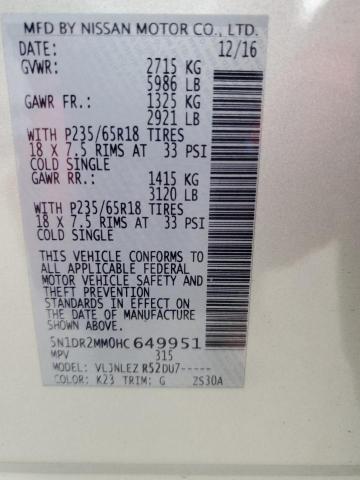 MFD BY NISSAN MOTOR CO., LTD.
DATE: 12/16
GVWR: 2715 KG
5986 LB
GAWR FR.: 1325 KG
2921 LB
WITH P235/65R18 TIRES
18 X 7.5 RIMS AT 33 PSI
COLD SINGLE
GAWR RR.: 1415 KG
3120 LB
WITH P235/65R18 TIRES
18 X 7.5 RIMS AT 33 PSI
COLD SINGLE
THIS VEHICLE CONFORMS TO
ALL APPLICABLE FEDERAL
MOTOR VEHICLE SAFETY AND
THEFT PREVENTION
STANDARDS IN EFFECT ON
THE DATE OF MANUFACTURE
SHOWN ABOVE.
5N1DR2MM0HC649951
MPV 315
MODEL: VLJNLEZ R52DU7-----
COLOR: K23 TRIM: G 2S30A